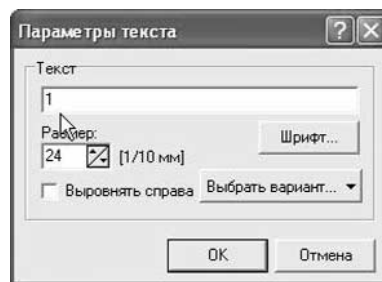 Параметры текста
Текст
1
Размер:
24 [1/10 мм]
Шрифт...
Выровнять справа
Выбрать вариант...
OK
Отмена